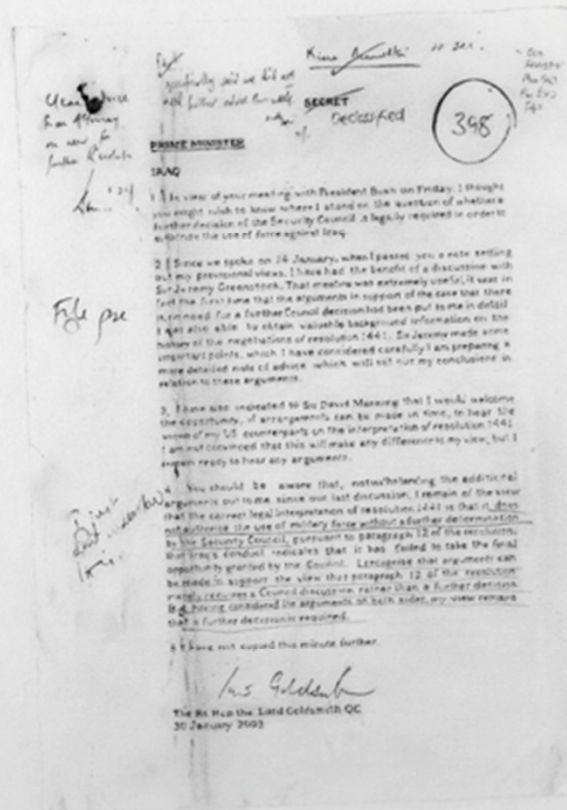 specifically said we did not
need further advice this week
SECRET
Declassified
398
PRIME MINISTER
IRAQ
1. In view of your meeting with President Bush on Friday, I thought
you might wish to know where I stand on the question of whether a
further decision of the Security Council is legally required in order to
authorise the use of force against Iraq.
2. Since we spoke on 14 January, when I passed you a note setting
out my provisional views, I have had the benefit of a discussion with
Sir Jeremy Greenstock. That meeting was extremely useful, it was in
fact the first time that the arguments in support of the case that there
is no need for a further Council decision had been put to me in detail
I was also able to obtain valuable background information on the
history of the negotiations of resolution 1441. Sir Jeremy made some
important points, which I have considered carefully I am preparing a
more detailed note of advice which will set out my conclusions in
relation to these arguments.
3. I have also indicated to Sir David Manning that I would welcome
the opportunity, if arrangements can be made in time, to hear the
views of my US counterparts on the interpretation of resolution 1441
I am not convinced that this will make any difference to my view, but I
remain ready to hear any arguments.
4. You should be aware that, notwithstanding the additional
arguments put to me since our last discussion, I remain of the view
that the correct legal interpretation of resolution 1441 is that it does
not authorise the use of military force without a further determination
by the Security Council, pursuant to paragraph 12 of the resolution,
that Iraq's conduct indicates that it has failed to take the final
opportunity granted by the Council. I recognise that arguments can
be made to support the view that paragraph 12 of the resolution
merely requires a Council discussion rather than a further decision
But having considered the arguments on both sides, my view remains
that a further decision is required.
5 I have not copied this minute further.
The Rt Hon the Lord Goldsmith QC
30 January 2003
I just
don't understand
this.